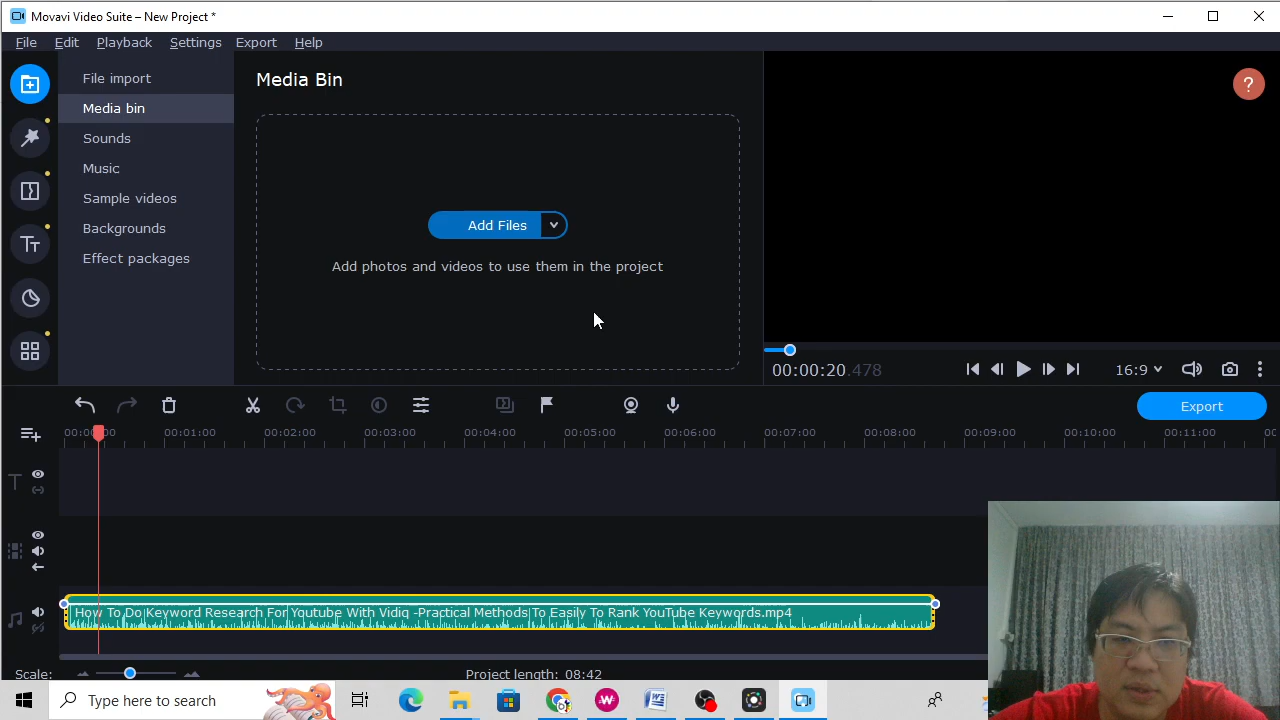 Movavi Video Suite – New Project *
File Edit Playback Settings Export Help
File import
Media bin
Sounds
Music
Sample videos
Backgrounds
Effect packages
Media Bin
Add Files
Add photos and videos to use them in the project
?
00:00:20.478
16:9
Export
00:01:00 00:02:00 00:03:00 00:04:00 00:05:00 00:06:00 00:07:00 00:08:00 00:09:00 00:10:00 00:11:00
How To Do Keyword Research For Youtube With Vidiq -Practical Methods To Easily To Rank YouTube Keywords.mp4
Scale:
Project length: 08:42
Type here to search